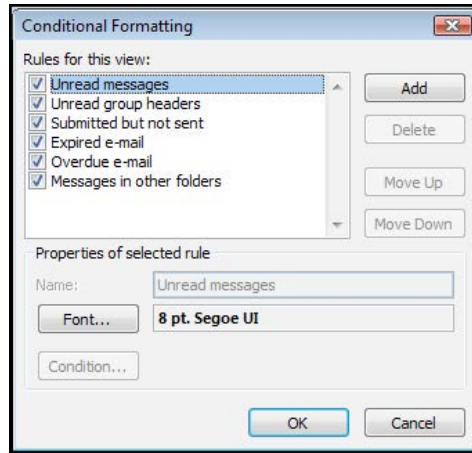 Conditional Formatting
Rules for this view:
Unread messages
Unread group headers
Submitted but not sent
Expired e-mail
Overdue e-mail
Messages in other folders
Add
Delete
Move Up
Move Down
Properties of selected rule
Name:
Unread messages
Font...
8 pt. Segoe UI
Condition...
OK
Cancel